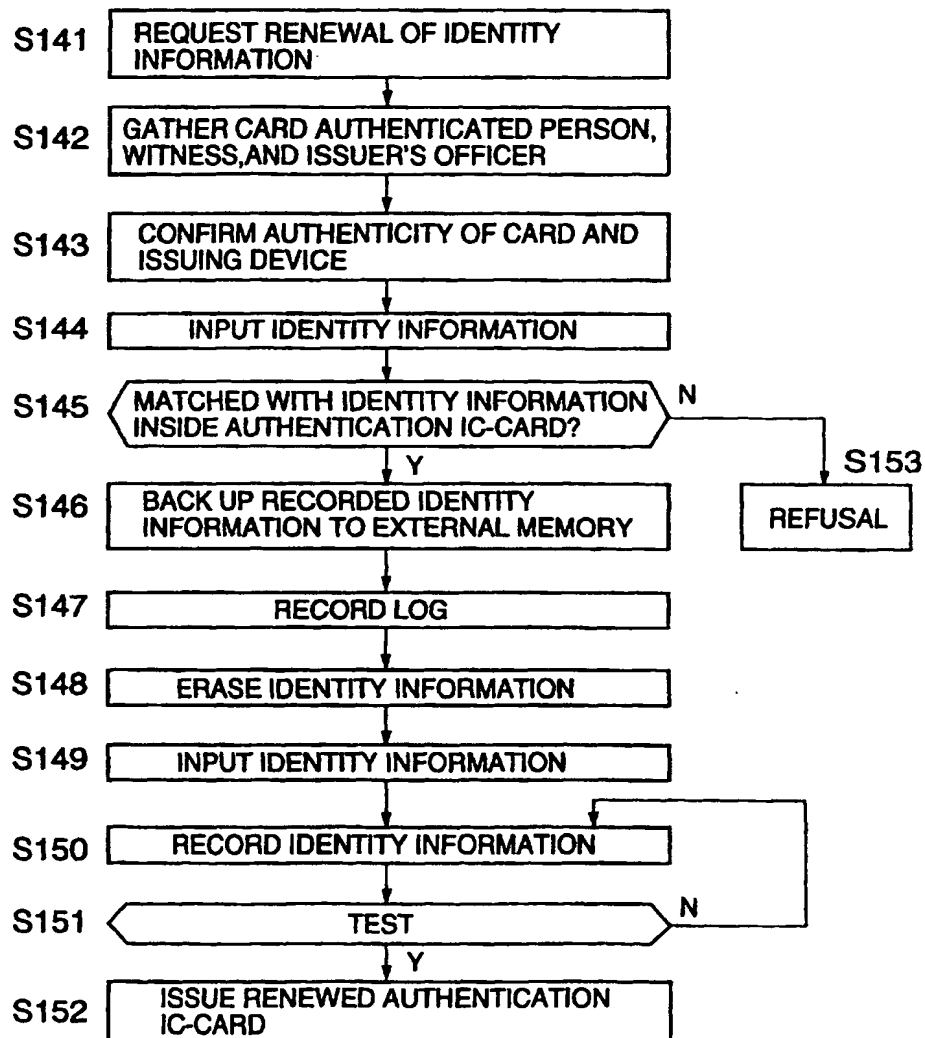 S141
REQUEST RENEWAL OF IDENTITY
INFORMATION
S142
GATHER CARD AUTHENTICATED PERSON,
WITNESS,AND ISSUER'S OFFICER
S143
CONFIRM AUTHENTICITY OF CARD AND
ISSUING DEVICE
S144
INPUT IDENTITY INFORMATION
S145
MATCHED WITH IDENTITY INFORMATION
INSIDE AUTHENTICATION IC-CARD?
N
Y
S153
REFUSAL
S146
BACK UP RECORDED IDENTITY
INFORMATION TO EXTERNAL MEMORY
S147
RECORD LOG
S148
ERASE IDENTITY INFORMATION
S149
INPUT IDENTITY INFORMATION
S150
RECORD IDENTITY INFORMATION
S151
TEST
N
Y
S152
ISSUE RENEWED AUTHENTICATION
IC-CARD